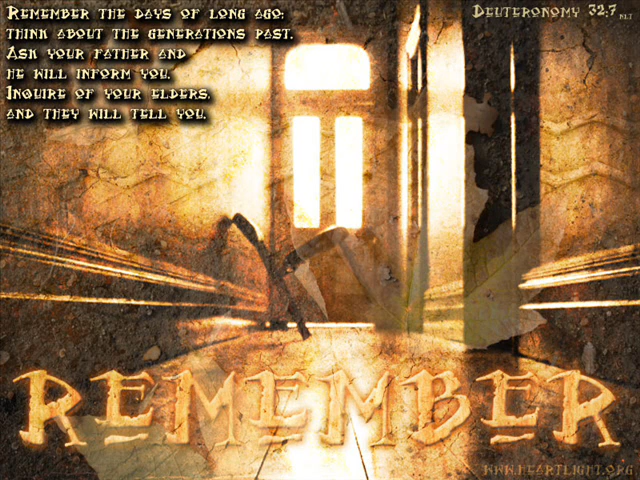 Remember the days of long ago;
think about the generations past.
Ask your father and
he will inform you.
Inquire of your elders,
and they will tell you.
Deuteronomy 32:7 NLT
REMEMBER
www.heartlight.org